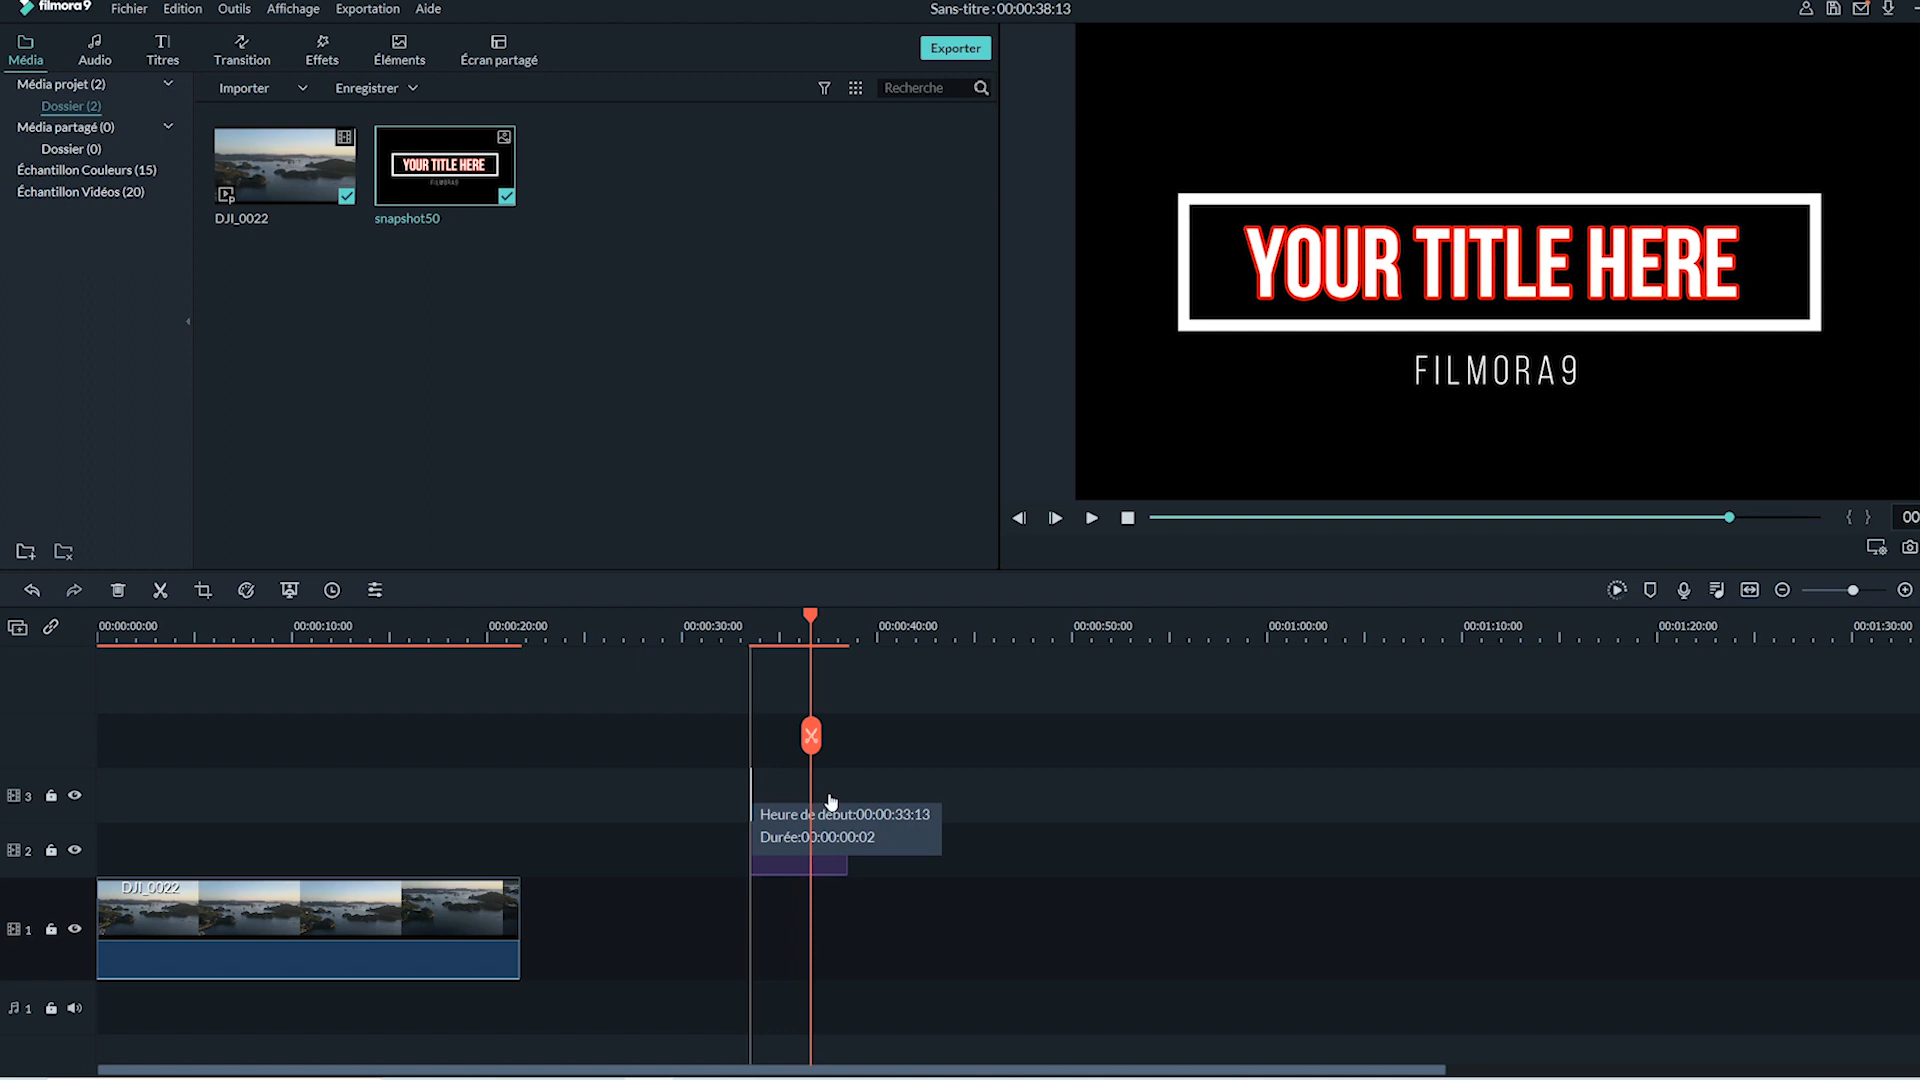 filmora9
Fichier Edition Outils Affichage Exportation Aide
Sans-titre : 00:00:38:13
Média Audio Titres Transition Effets Éléments Écran partagé
Exporter
Média projet (2)
Dossier (2)
Média partagé (0)
Dossier (0)
Échantillon Couleurs (15)
Échantillon Vidéos (20)
Importer Enregistrer Recherche
YOUR TITLE HERE
FILMORA9
DJI_0022 snapshot50
YOUR TITLE HERE
FILMORA9
00
00:00:00:00 00:00:10:00 00:00:20:00 00:00:30:00 00:00:40:00 00:00:50:00 00:01:00:00 00:01:10:00 00:01:20:00 00:01:30:00
3
Heure de début:00:00:33:13
Durée:00:00:00:02
2
DJI_0022
1
1